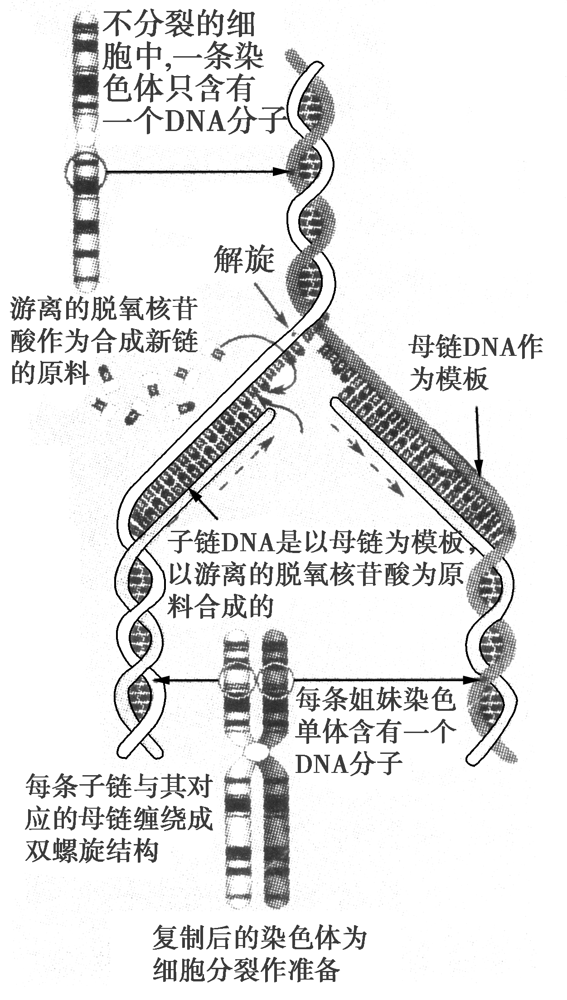 不分裂的细
胞中,一条染
色体只含有
一个DNA分子
解旋
游离的脱氧核苷
酸作为合成新链
的原料
母链DNA作
为模板
子链DNA是以母链为模板,
以游离的脱氧核苷酸为原
料合成的
每条姐妹染色
单体含有一个
DNA分子
每条子链与其对
应的母链缠绕成
双螺旋结构
复制后的染色体为
细胞分裂作准备